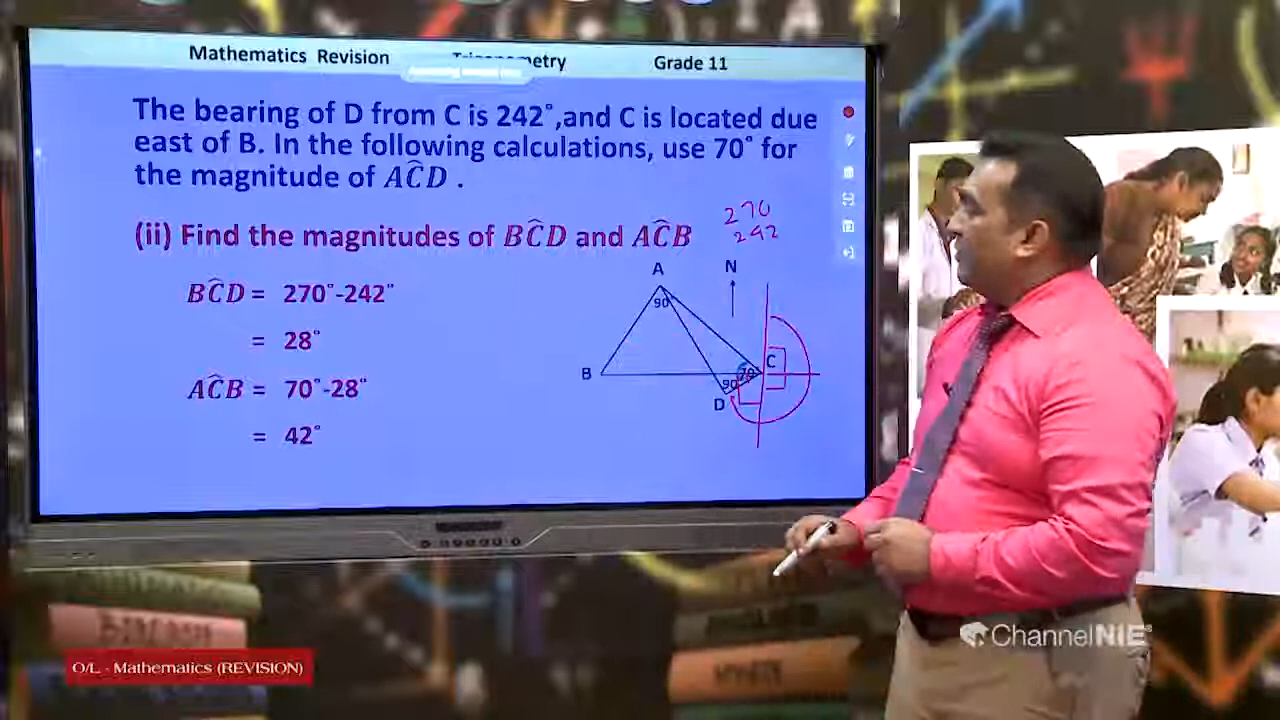 Mathematics Revision
Grade 11
The bearing of D from C is 242°,and C is located due
east of B. In the following calculations, use 70° for
the magnitude of AĈD .
(ii) Find the magnitudes of BĈD and AĈB
270
242
BĈD = 270°-242°
= 28°
AĈB = 70°-28°
= 42°
A
N
90
B
C
70
90
D
O/L - Mathematics (REVISION)
ChannelNIE